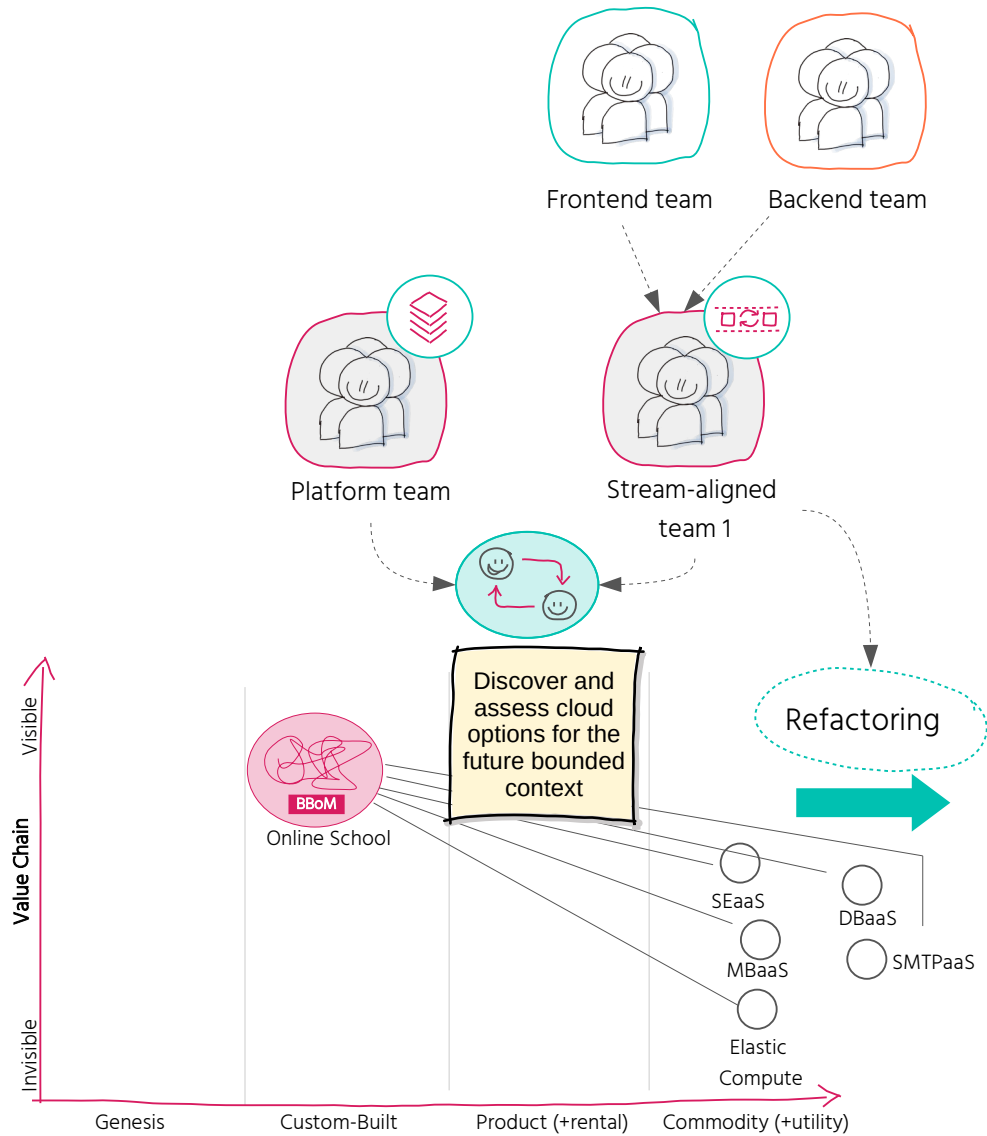 Frontend team
Backend team
Platform team
Stream-aligned
team 1
Discover and
assess cloud
options for the
future bounded
context
Refactoring
Visible
Value Chain
Invisible
BBoM
Online School
SEaaS
DBaaS
MBaaS
SMTPaaS
Elastic
Compute
Genesis
Custom-Built
Product (+rental)
Commodity (+utility)